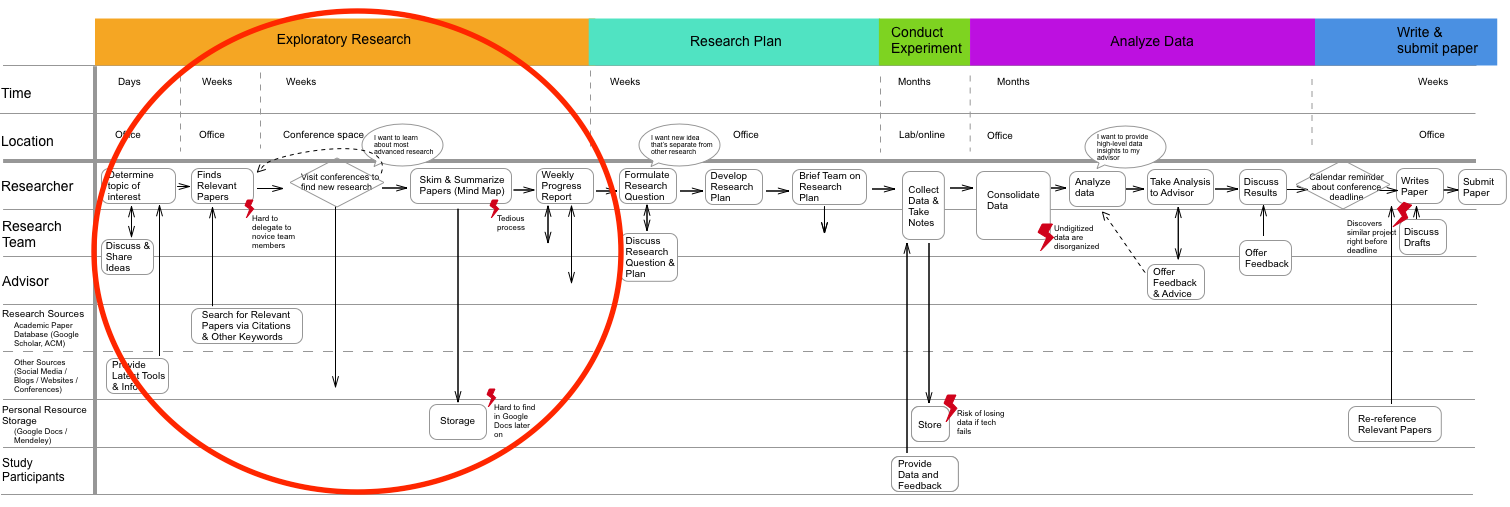 Exploratory Research
Research Plan
Conduct
Experiment
Analyze Data
Write &
submit paper
Time
Days
Weeks
Weeks
Weeks
Months
Months
Weeks
Location
Office
Office
Conference space
I want to learn
about most
advanced research
I want new idea
that's separate from
other research
Office
Lab/online
Office
I want to provide
high-level data
insights to my
advisor
Office
Researcher
Determine
topic of
interest
Finds
Relevant
Papers
Visit conferences to
find new research
Skim & Summarize
Papers (Mind Map)
Weekly
Progress
Report
Formulate
Research
Question
Develop
Research
Plan
Brief Team on
Research
Plan
Collect
Data &
Take
Notes
Consolidate
Data
Analyze
data
Take Analysis
to Advisor
Discuss
Results
Calendar reminder
about conference
deadline
Writes
Paper
Submit
Paper
Research
Team
Discuss &
Share
Ideas
Hard to
delegate to
novice team
members
Tedious
process
Discuss
Research
Question &
Plan
Undigitized
data are
disorganized
Offer
Feedback
Discovers
similar project
right before
deadline
Discuss
Drafts
Advisor
Offer
Feedback
& Advice
Research Sources
Academic Paper
Database (Google
Scholar, ACM)
Search for Relevant
Papers via Citations
& Other Keywords
Other Sources
(Social Media /
Blogs / Websites /
Conferences)
Provide
Latest Tools
& Info
Personal Resource
Storage
(Google Docs /
Mendeley)
Storage
Hard to find
in Google
Docs later
on
Store
Risk of losing
data if tech
fails
Re-reference
Relevant Papers
Study
Participants
Provide
Data and
Feedback